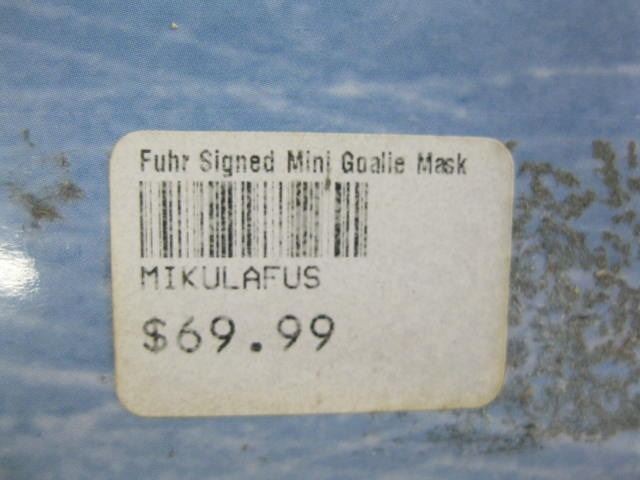 Fuhr Signed Mini Goalie Mask
MIKULAFUS
$69.99